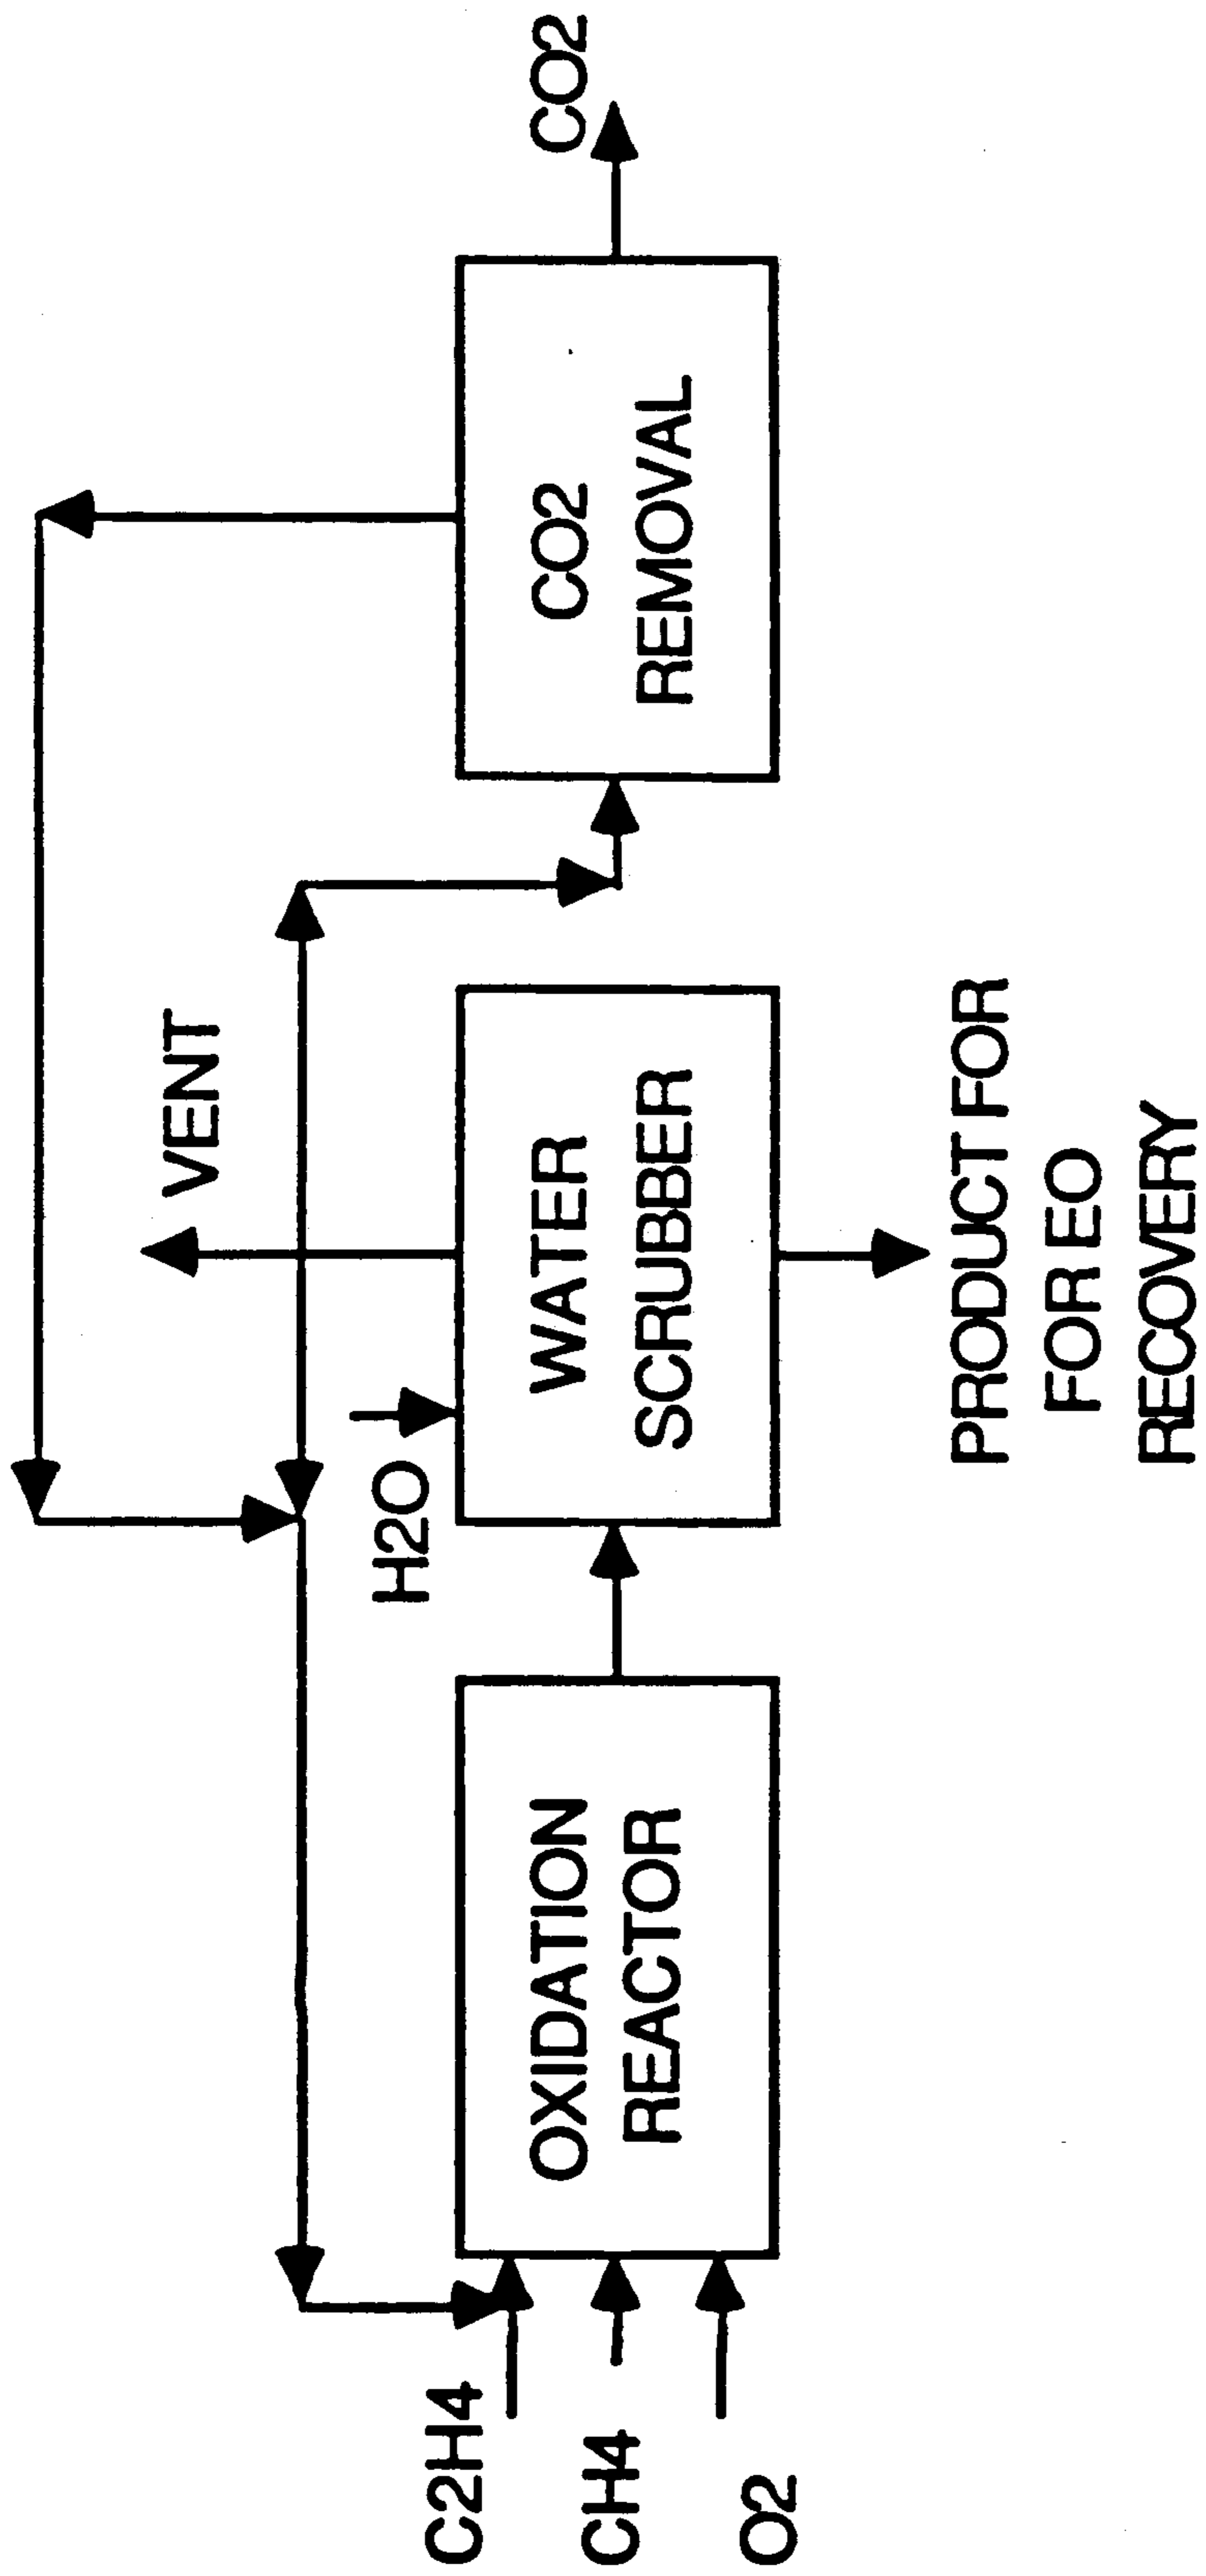 VENT
H2O
C2H4
CH4
O2
OXIDATION
REACTOR
WATER
SCRUBBER
CO2
REMOVAL
CO2
PRODUCT FOR
FOR EO
RECOVERY